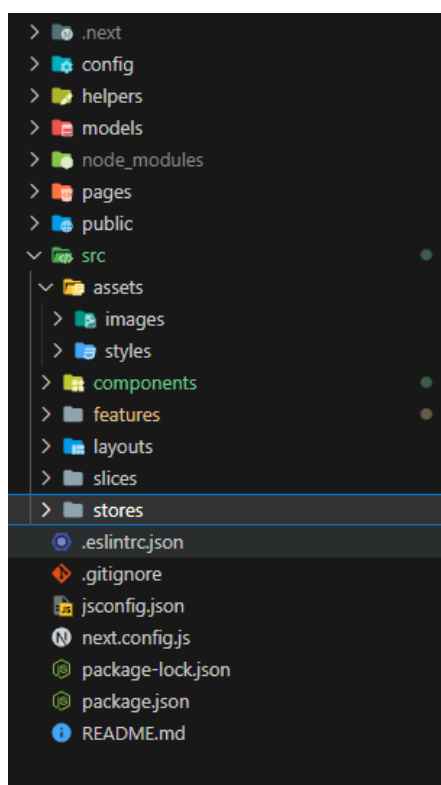 .next
config
helpers
models
node_modules
pages
public
src
assets
images
styles
components
features
layouts
slices
stores
.eslintrc.json
.gitignore
jsconfig.json
next.config.js
package-lock.json
package.json
README.md